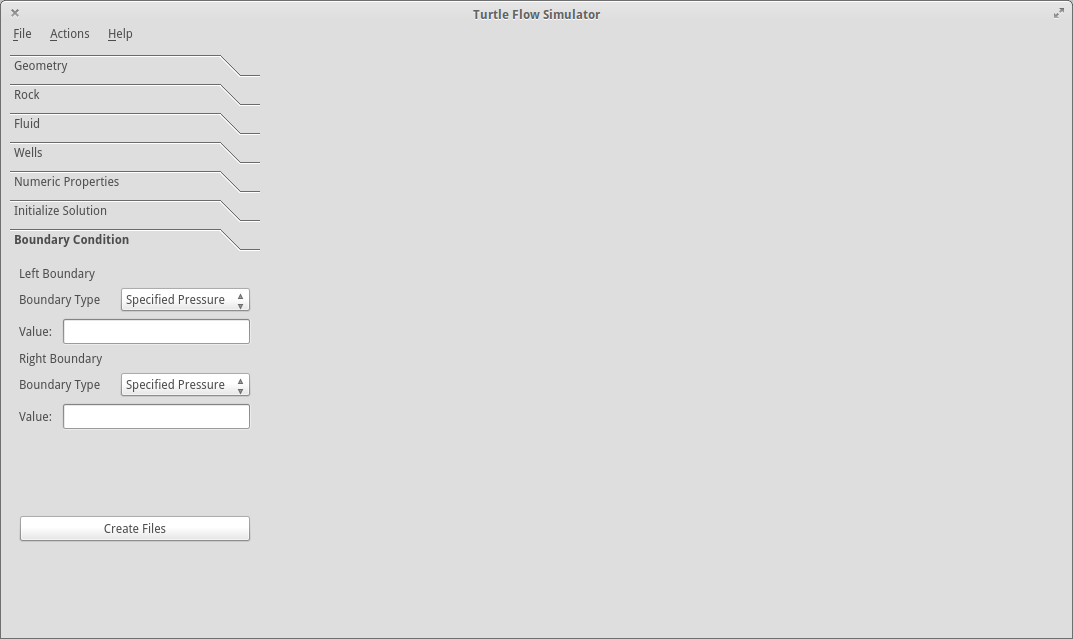 Turtle Flow Simulator
File Actions Help
Geometry
Rock
Fluid
Wells
Numeric Properties
Initialize Solution
Boundary Condition
Left Boundary
Boundary Type Specified Pressure
Value:
Right Boundary
Boundary Type Specified Pressure
Value:
Create Files